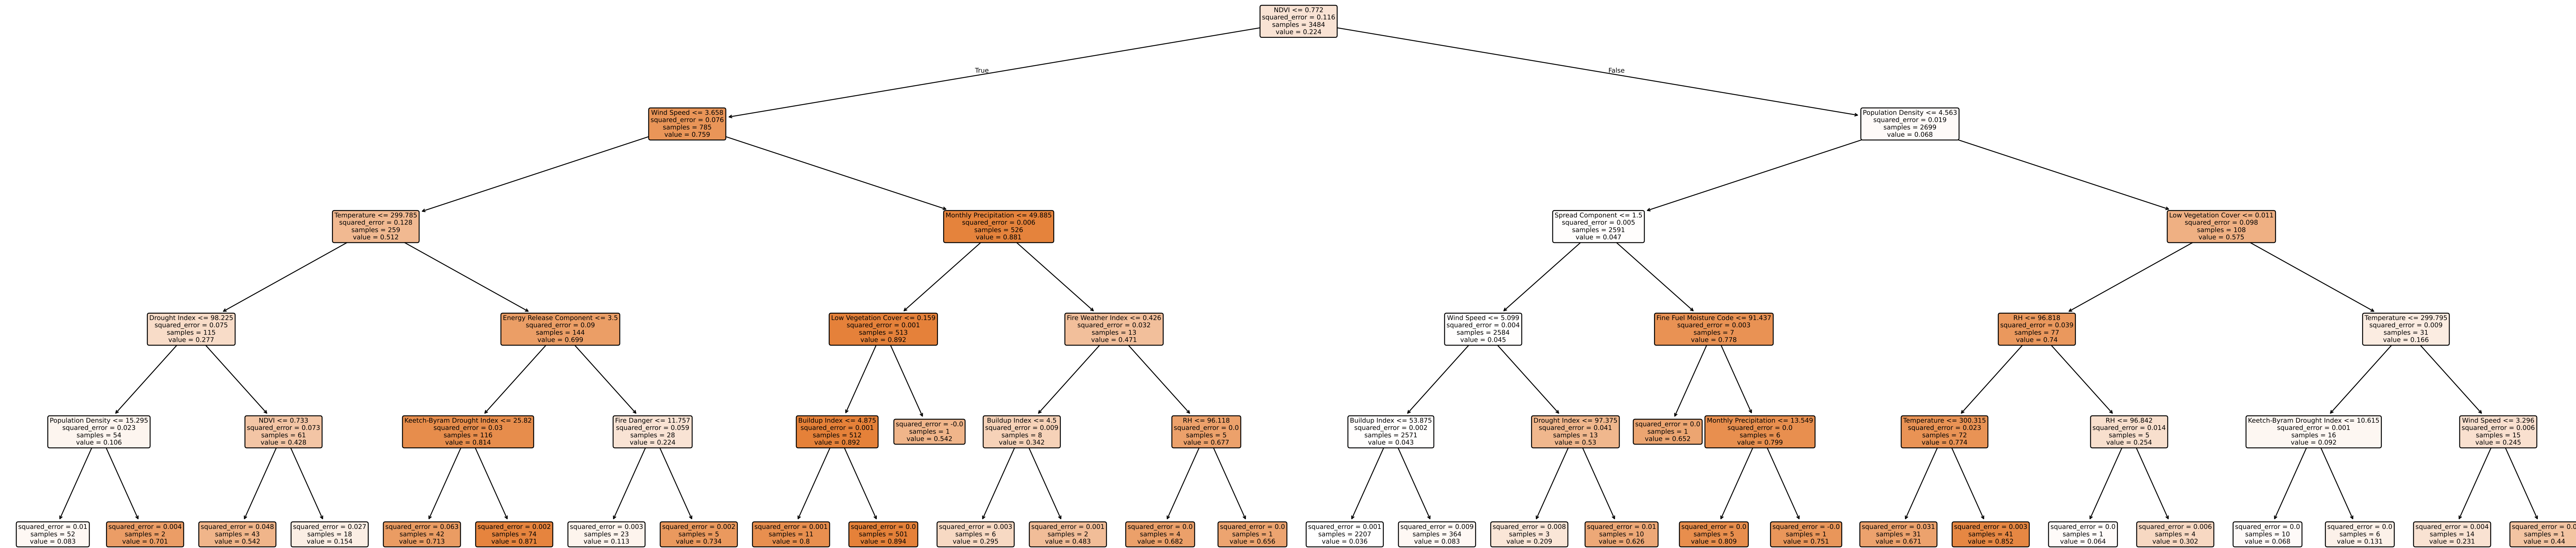 NDVI <= 0.772
squared_error = 0.116
samples = 3484
value = 0.224
True
False
Wind Speed <= 3.658
squared_error = 0.076
samples = 785
value = 0.759
Population Density <= 4.563
squared_error = 0.019
samples = 2699
value = 0.068
Temperature <= 299.785
squared_error = 0.128
samples = 259
value = 0.512
Monthly Precipitation <= 49.885
squared_error = 0.006
samples = 526
value = 0.881
Spread Component <= 1.5
squared_error = 0.005
samples = 2591
value = 0.047
Low Vegetation Cover <= 0.011
squared_error = 0.098
samples = 108
value = 0.575
Drought Index <= 98.225
squared_error = 0.075
samples = 115
value = 0.277
Energy Release Component <= 3.5
squared_error = 0.09
samples = 144
value = 0.699
Low Vegetation Cover <= 0.159
squared_error = 0.001
samples = 513
value = 0.892
Fire Weather Index <= 0.426
squared_error = 0.032
samples = 13
value = 0.471
Wind Speed <= 5.099
squared_error = 0.004
samples = 2584
value = 0.045
Fine Fuel Moisture Code <= 91.437
squared_error = 0.003
samples = 7
value = 0.778
RH <= 96.818
squared_error = 0.039
samples = 77
value = 0.74
Temperature <= 299.795
squared_error = 0.009
samples = 31
value = 0.166
Population Density <= 15.295
squared_error = 0.023
samples = 54
value = 0.106
NDVI <= 0.733
squared_error = 0.073
samples = 61
value = 0.428
Keetch-Byram Drought Index <= 25.82
squared_error = 0.03
samples = 116
value = 0.814
Fire Danger <= 11.757
squared_error = 0.059
samples = 28
value = 0.224
Buildup Index <= 4.875
squared_error = 0.001
samples = 512
value = 0.892
squared_error = -0.0
samples = 1
value = 0.542
Buildup Index <= 4.5
squared_error = 0.009
samples = 8
value = 0.342
RH <= 96.118
squared_error = 0.0
samples = 5
value = 0.677
Buildup Index <= 53.875
squared_error = 0.002
samples = 2571
value = 0.043
Drought Index <= 97.375
squared_error = 0.041
samples = 13
value = 0.53
squared_error = 0.0
samples = 1
value = 0.652
Monthly Precipitation <= 13.549
squared_error = 0.0
samples = 6
value = 0.799
Temperature <= 300.315
squared_error = 0.023
samples = 72
value = 0.774
RH <= 96.842
squared_error = 0.014
samples = 5
value = 0.254
Keetch-Byram Drought Index <= 10.615
squared_error = 0.001
samples = 16
value = 0.092
Wind Speed <= 3.296
squared_error = 0.006
samples = 15
value = 0.245
squared_error = 0.01
samples = 52
value = 0.083
squared_error = 0.004
samples = 2
value = 0.701
squared_error = 0.048
samples = 43
value = 0.542
squared_error = 0.027
samples = 18
value = 0.154
squared_error = 0.063
samples = 42
value = 0.713
squared_error = 0.002
samples = 74
value = 0.871
squared_error = 0.003
samples = 23
value = 0.113
squared_error = 0.002
samples = 5
value = 0.734
squared_error = 0.001
samples = 11
value = 0.8
squared_error = 0.0
samples = 501
value = 0.894
squared_error = 0.003
samples = 6
value = 0.295
squared_error = 0.001
samples = 2
value = 0.483
squared_error = 0.0
samples = 4
value = 0.682
squared_error = 0.0
samples = 1
value = 0.656
squared_error = 0.001
samples = 2207
value = 0.036
squared_error = 0.009
samples = 364
value = 0.083
squared_error = 0.008
samples = 3
value = 0.209
squared_error = 0.01
samples = 10
value = 0.626
squared_error = 0.0
samples = 5
value = 0.809
squared_error = -0.0
samples = 1
value = 0.751
squared_error = 0.031
samples = 31
value = 0.671
squared_error = 0.003
samples = 41
value = 0.852
squared_error = 0.0
samples = 1
value = 0.064
squared_error = 0.006
samples = 4
value = 0.302
squared_error = 0.0
samples = 10
value = 0.068
squared_error = 0.0
samples = 6
value = 0.131
squared_error = 0.004
samples = 14
value = 0.231
squared_error = 0.0
samples = 1
value = 0.44